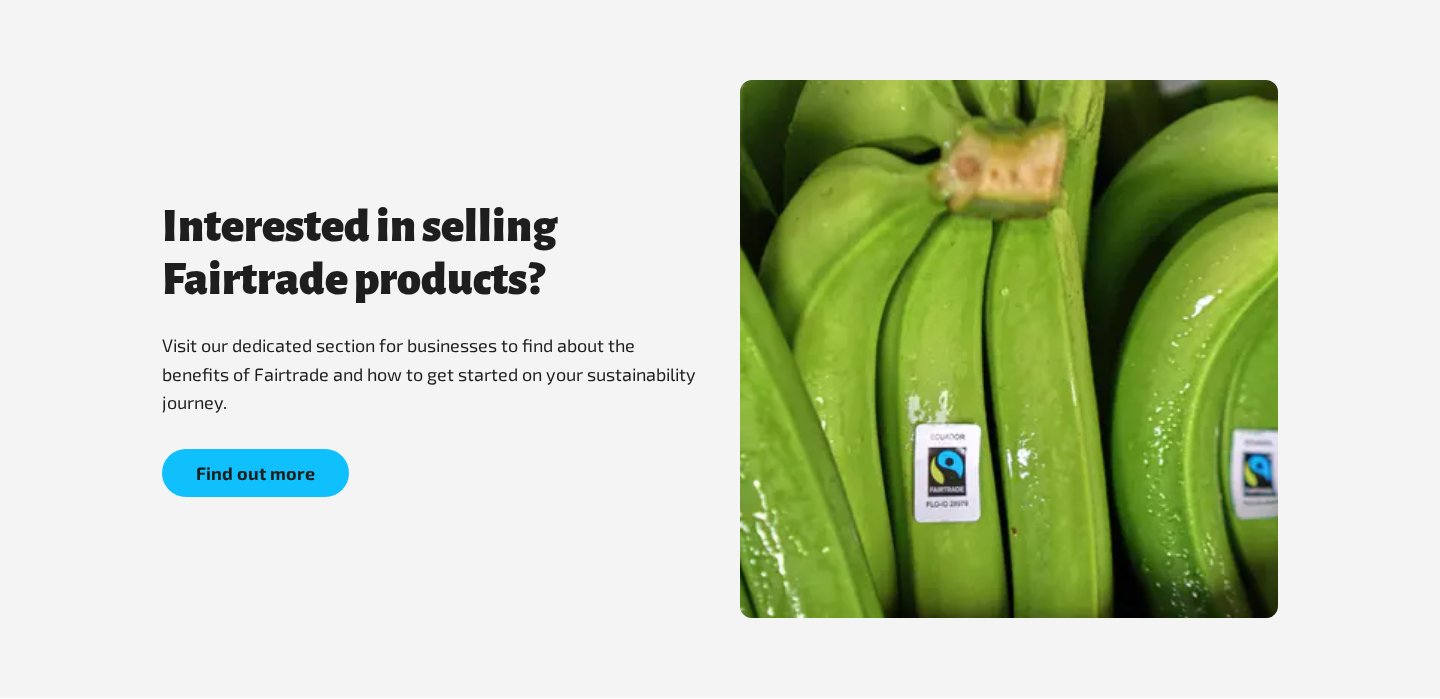 Interested in selling
Fairtrade products?
Visit our dedicated section for businesses to find about the
benefits of Fairtrade and how to get started on your sustainability
journey.
Find out more
ECUADOR
FAIRTRADE